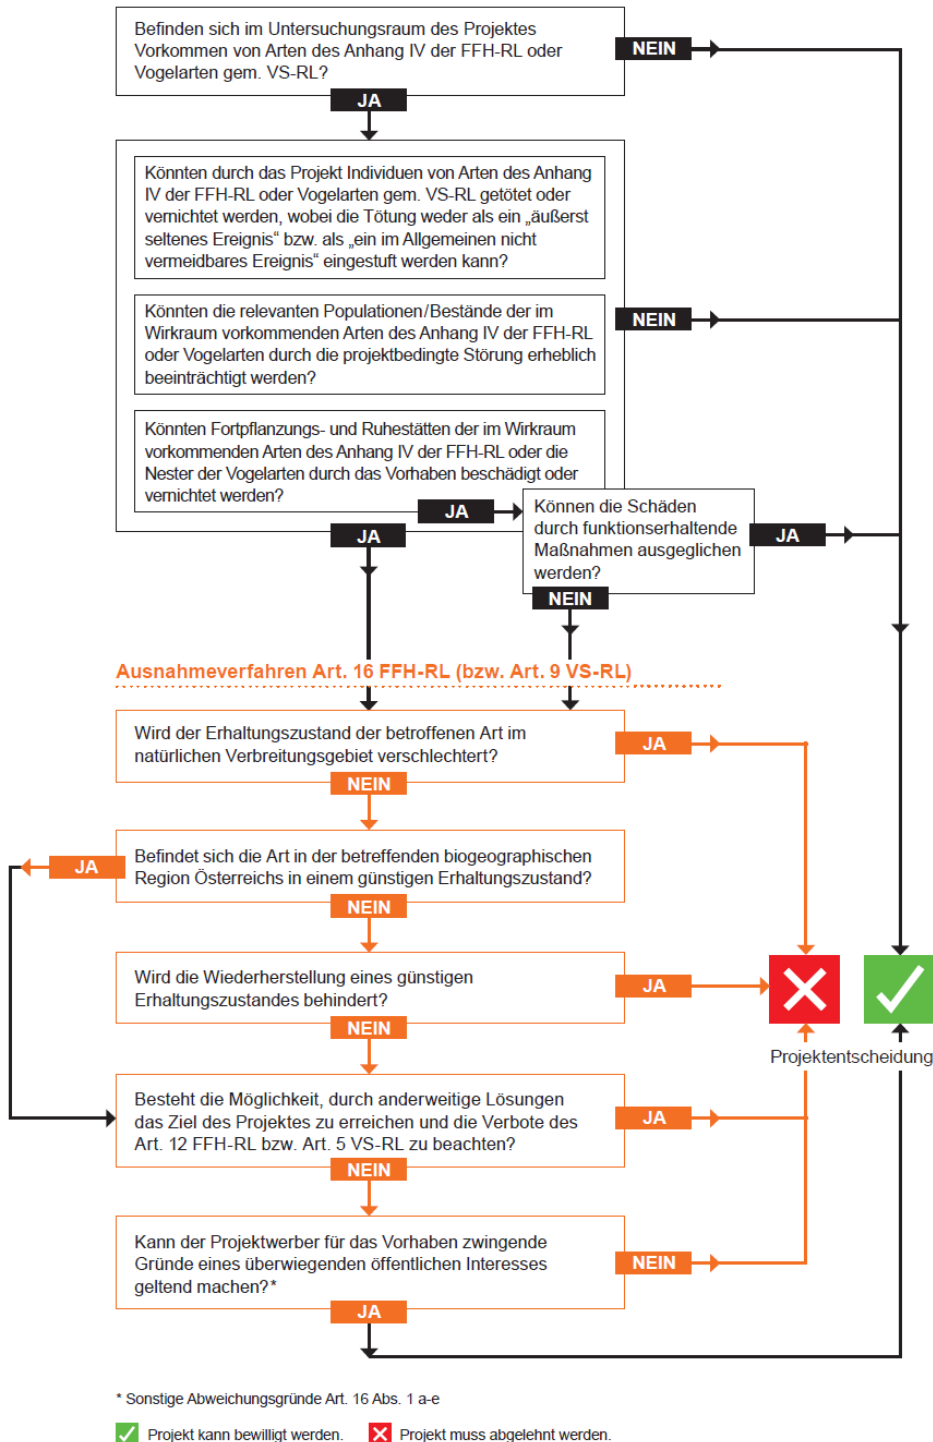 Befinden sich im Untersuchungsraum des Projektes
Vorkommen von Arten des Anhang IV der FFH-RL oder
Vogelarten gem. VS-RL?
NEIN
JA
Könnten durch das Projekt Individuen von Arten des Anhang
IV der FFH-RL oder Vogelarten gem. VS-RL getötet oder
vernichtet werden, wobei die Tötung weder als ein „äußerst
seltenes Ereignis“ bzw. als „ein im Allgemeinen nicht
vermeidbares Ereignis“ eingestuft werden kann?
Könnten die relevanten Populationen/Bestände der im
Wirkraum vorkommenden Arten des Anhang IV der FFH-RL
oder Vogelarten durch die projektbedingte Störung erheblich
beeinträchtigt werden?
NEIN
Könnten Fortpflanzungs- und Ruhestätten der im Wirkraum
vorkommenden Arten des Anhang IV der FFH-RL oder die
Nester der Vogelarten durch das Vorhaben beschädigt oder
vernichtet werden?
JA
Können die Schäden
durch funktionserhaltende
Maßnahmen ausgeglichen
werden?
JA
JA
NEIN
Ausnahmeverfahren Art. 16 FFH-RL (bzw. Art. 9 VS-RL)
Wird der Erhaltungszustand der betroffenen Art im
natürlichen Verbreitungsgebiet verschlechtert?
JA
NEIN
Befindet sich die Art in der betreffenden biogeographischen
Region Österreichs in einem günstigen Erhaltungszustand?
JA
NEIN
Wird die Wiederherstellung eines günstigen
Erhaltungszustandes behindert?
JA
NEIN
Projektentscheidung
Besteht die Möglichkeit, durch anderweitige Lösungen
das Ziel des Projektes zu erreichen und die Verbote des
Art. 12 FFH-RL bzw. Art. 5 VS-RL zu beachten?
JA
NEIN
Kann der Projektwerber für das Vorhaben zwingende
Gründe eines überwiegenden öffentlichen Interesses
geltend machen?*
NEIN
JA
* Sonstige Abweichungsgründe Art. 16 Abs. 1 a-e
Projekt kann bewilligt werden.
Projekt muss abgelehnt werden.